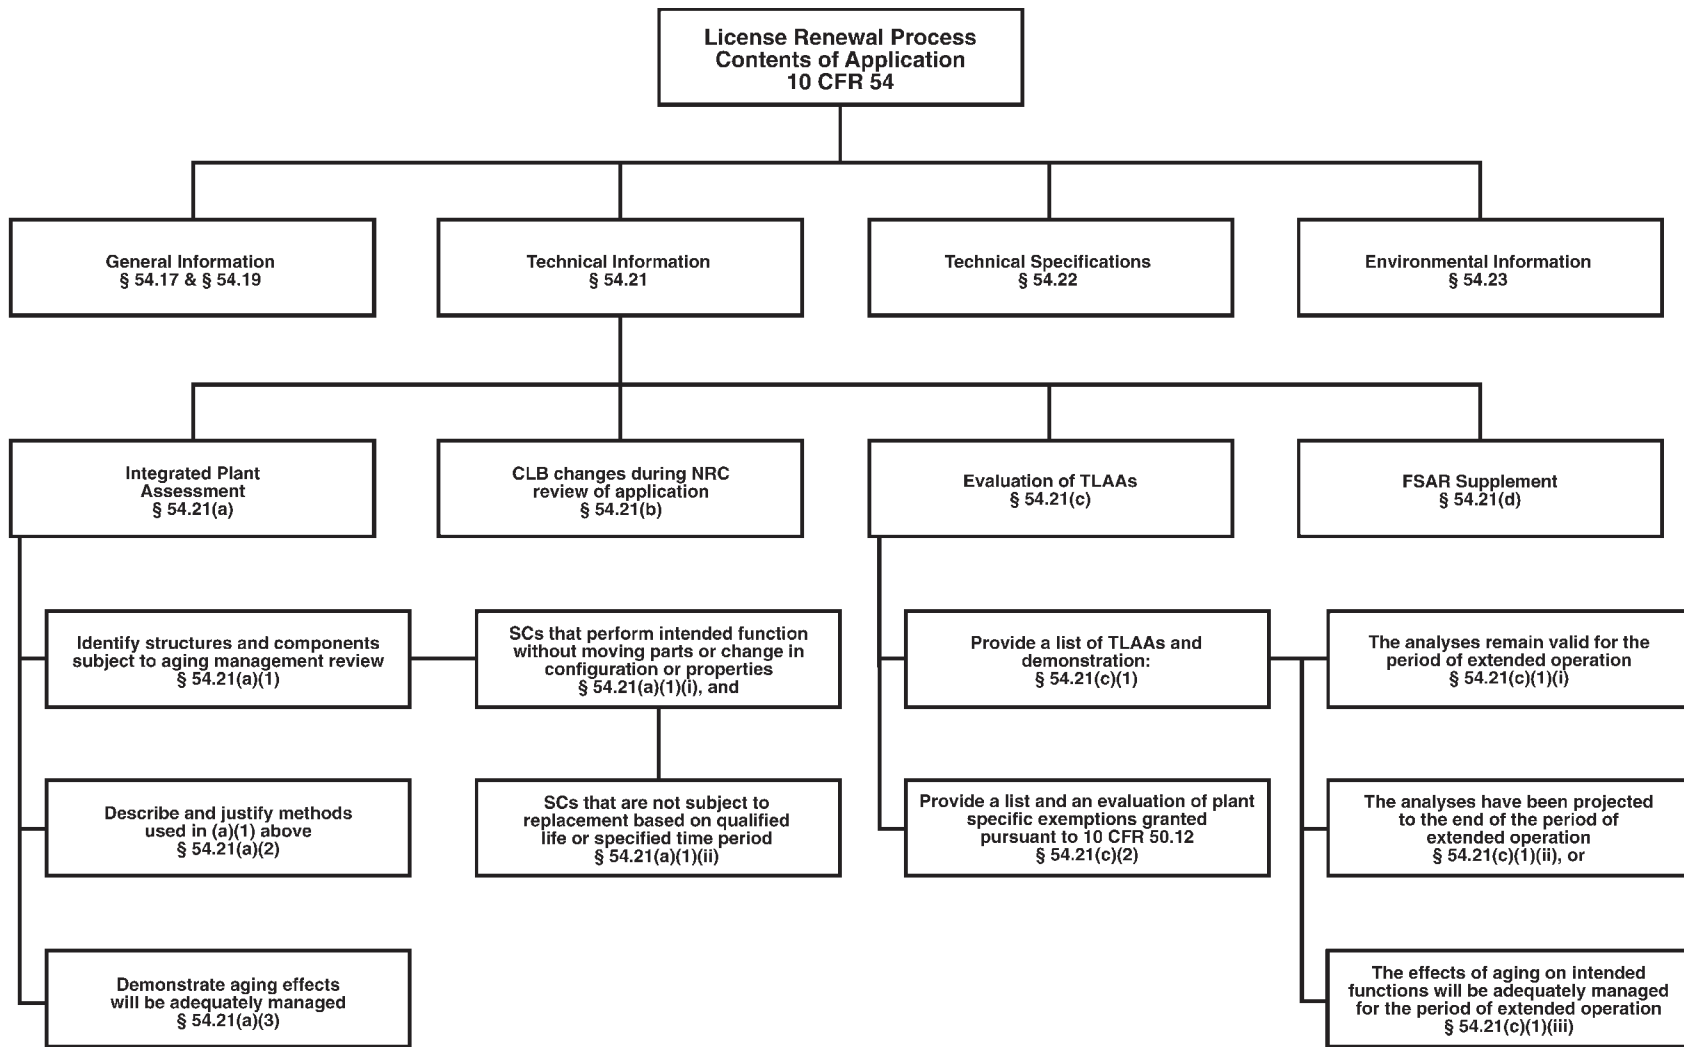 License Renewal Process
Contents of Application
10 CFR 54
General Information
§ 54.17 & § 54.19
Technical Information
§ 54.21
Technical Specifications
§ 54.22
Environmental Information
§ 54.23
Integrated Plant
Assessment
§ 54.21(a)
CLB changes during NRC
review of application
§ 54.21(b)
Evaluation of TLAAs
§ 54.21(c)
FSAR Supplement
§ 54.21(d)
Identify structures and components
subject to aging management review
§ 54.21(a)(1)
SCs that perform intended function
without moving parts or change in
configuration or properties
§ 54.21(a)(1)(i), and
Provide a list of TLAAs and
demonstration:
§ 54.21(c)(1)
The analyses remain valid for the
period of extended operation
§ 54.21(c)(1)(i)
Describe and justify methods
used in (a)(1) above
§ 54.21(a)(2)
SCs that are not subject to
replacement based on qualified
life or specified time period
§ 54.21(a)(1)(ii)
Provide a list and an evaluation of plant
specific exemptions granted
pursuant to 10 CFR 50.12
§ 54.21(c)(2)
The analyses have been projected
to the end of the period of
extended operation
§ 54.21(c)(1)(ii), or
Demonstrate aging effects
will be adequately managed
§ 54.21(a)(3)
The effects of aging on intended
functions will be adequately managed
for the period of extended operation
§ 54.21(c)(1)(iii)